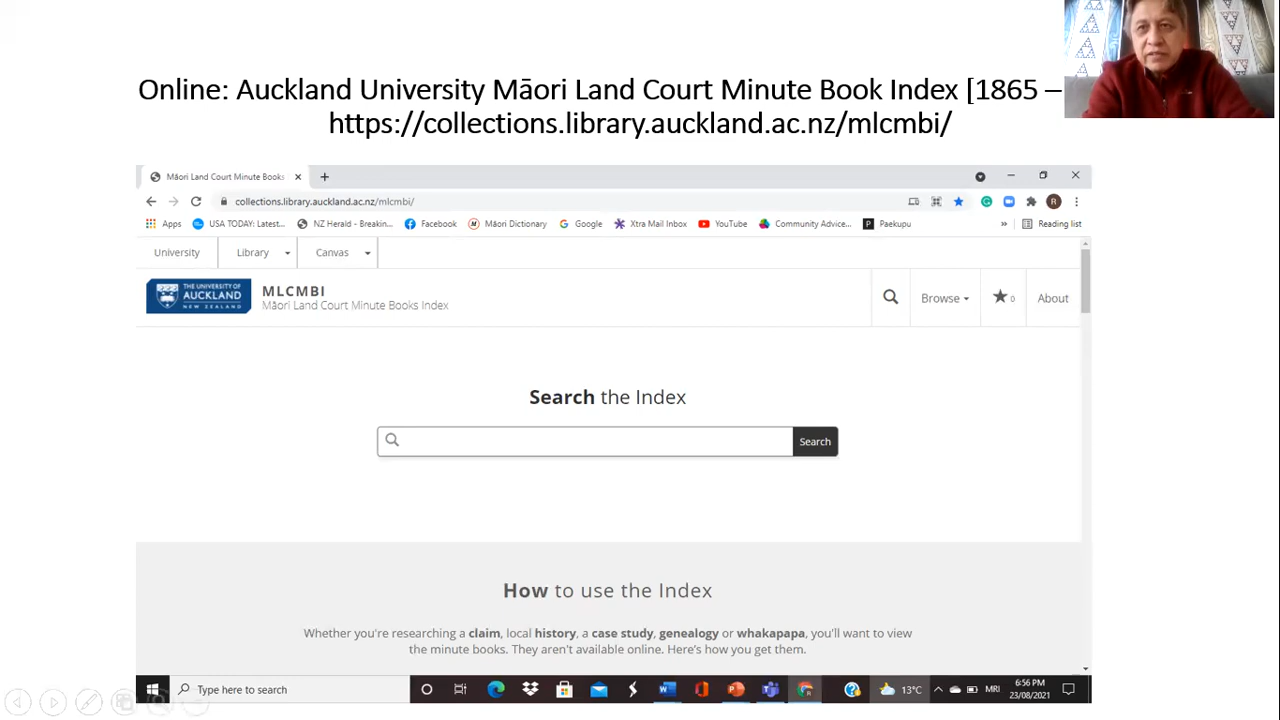 Online: Auckland University Māori Land Court Minute Book Index [1865 –
https://collections.library.auckland.ac.nz/mlcmbi/
Māori Land Court Minute Books
collections.library.auckland.ac.nz/mlcmbi/
Apps USA TODAY: Latest... NZ Herald – Breakin... Facebook Māori Dictionary Google Xtra Mail Inbox YouTube Community Advice... Paekupu » Reading list
University Library Canvas
THE UNIVERSITY OF
AUCKLAND
NEW ZEALAND
MLCMBI
Māori Land Court Minute Books Index
Browse 0 About
Search the Index
Search
How to use the Index
Whether you're researching a claim, local history, a case study, genealogy or whakapapa, you'll want to view
the minute books. They aren't available online. Here's how you get them.
Type here to search
13°C MRI
6:56 PM
23/08/2021